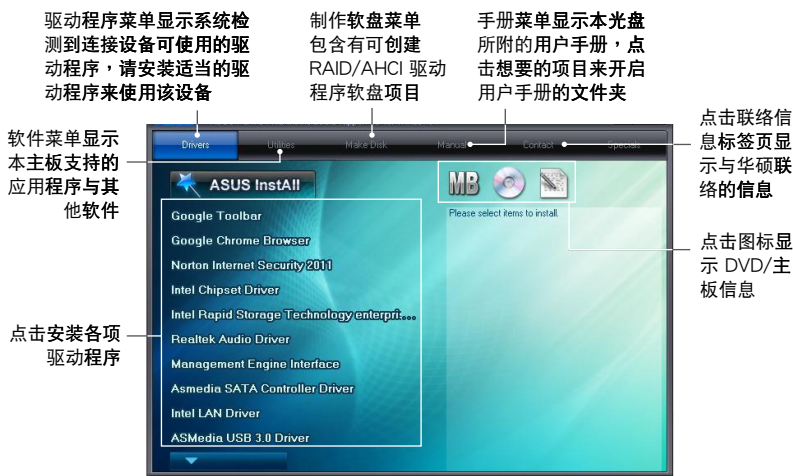 驱动程序菜单显示系统检
测到连接设备可使用的驱
动程序，请安装适当的驱
动程序来使用该设备
制作软盘菜单
包含有可创建
RAID/AHCI 驱动
程序软盘项目
手册菜单显示本光盘
所附的用户手册，点
击想要的项目来开启
用户手册的文件夹
软件菜单显示
本主板支持的
应用程序与其
他软件
点击联络信
息标签页显
示与华硕联
络的信息
点击图标显
示 DVD/主
板信息
点击安装各项
驱动程序
Drivers
Utilities
Make Disk
Manual
Contact
Specials
ASUS InstAll
MB
Please select items to install.
Google Toolbar
Google Chrome Browser
Norton Internet Security 2011
Intel Chipset Driver
Intel Rapid Storage Technology enterpri...
Realtek Audio Driver
Management Engine Interface
Asmedia SATA Controller Driver
Intel LAN Driver
ASMedia USB 3.0 Driver